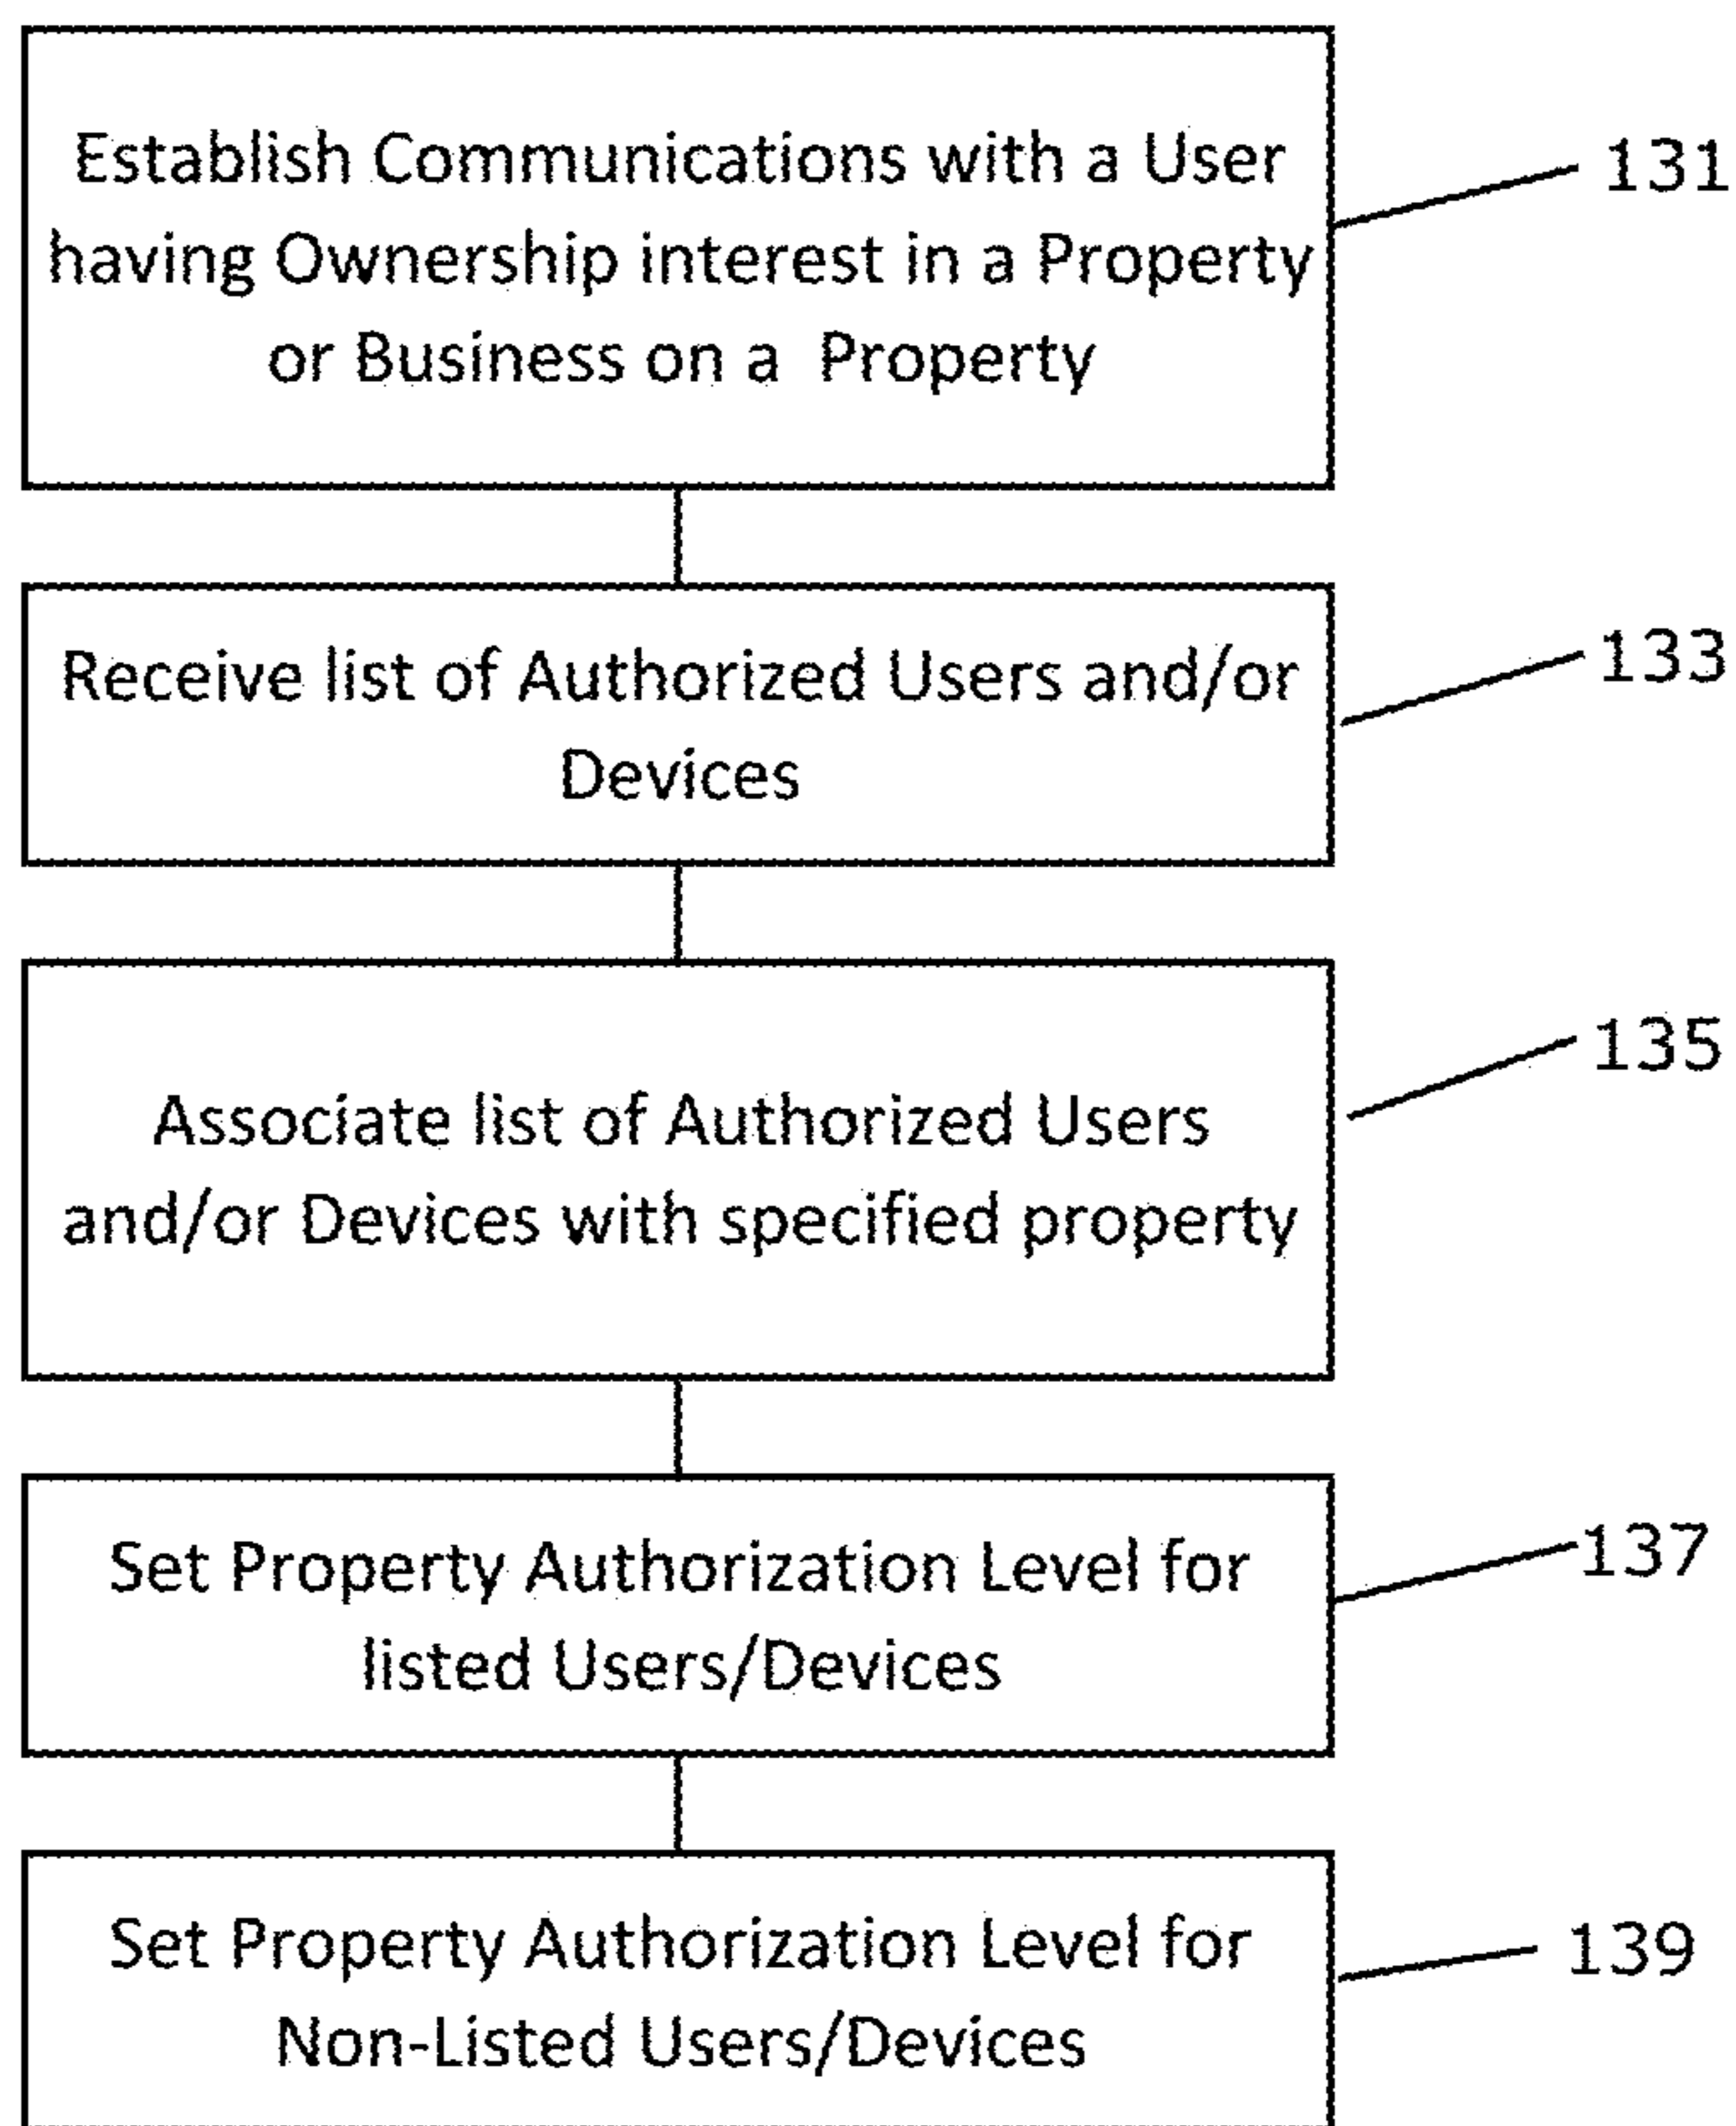 Establish Communications with a User
having Ownership interest in a Property
or Business on a Property
131
Receive list of Authorized Users and/or
Devices
133
Associate list of Authorized Users
and/or Devices with specified property
135
Set Property Authorization Level for
listed Users/Devices
137
Set Property Authorization Level for
Non-Listed Users/Devices
139